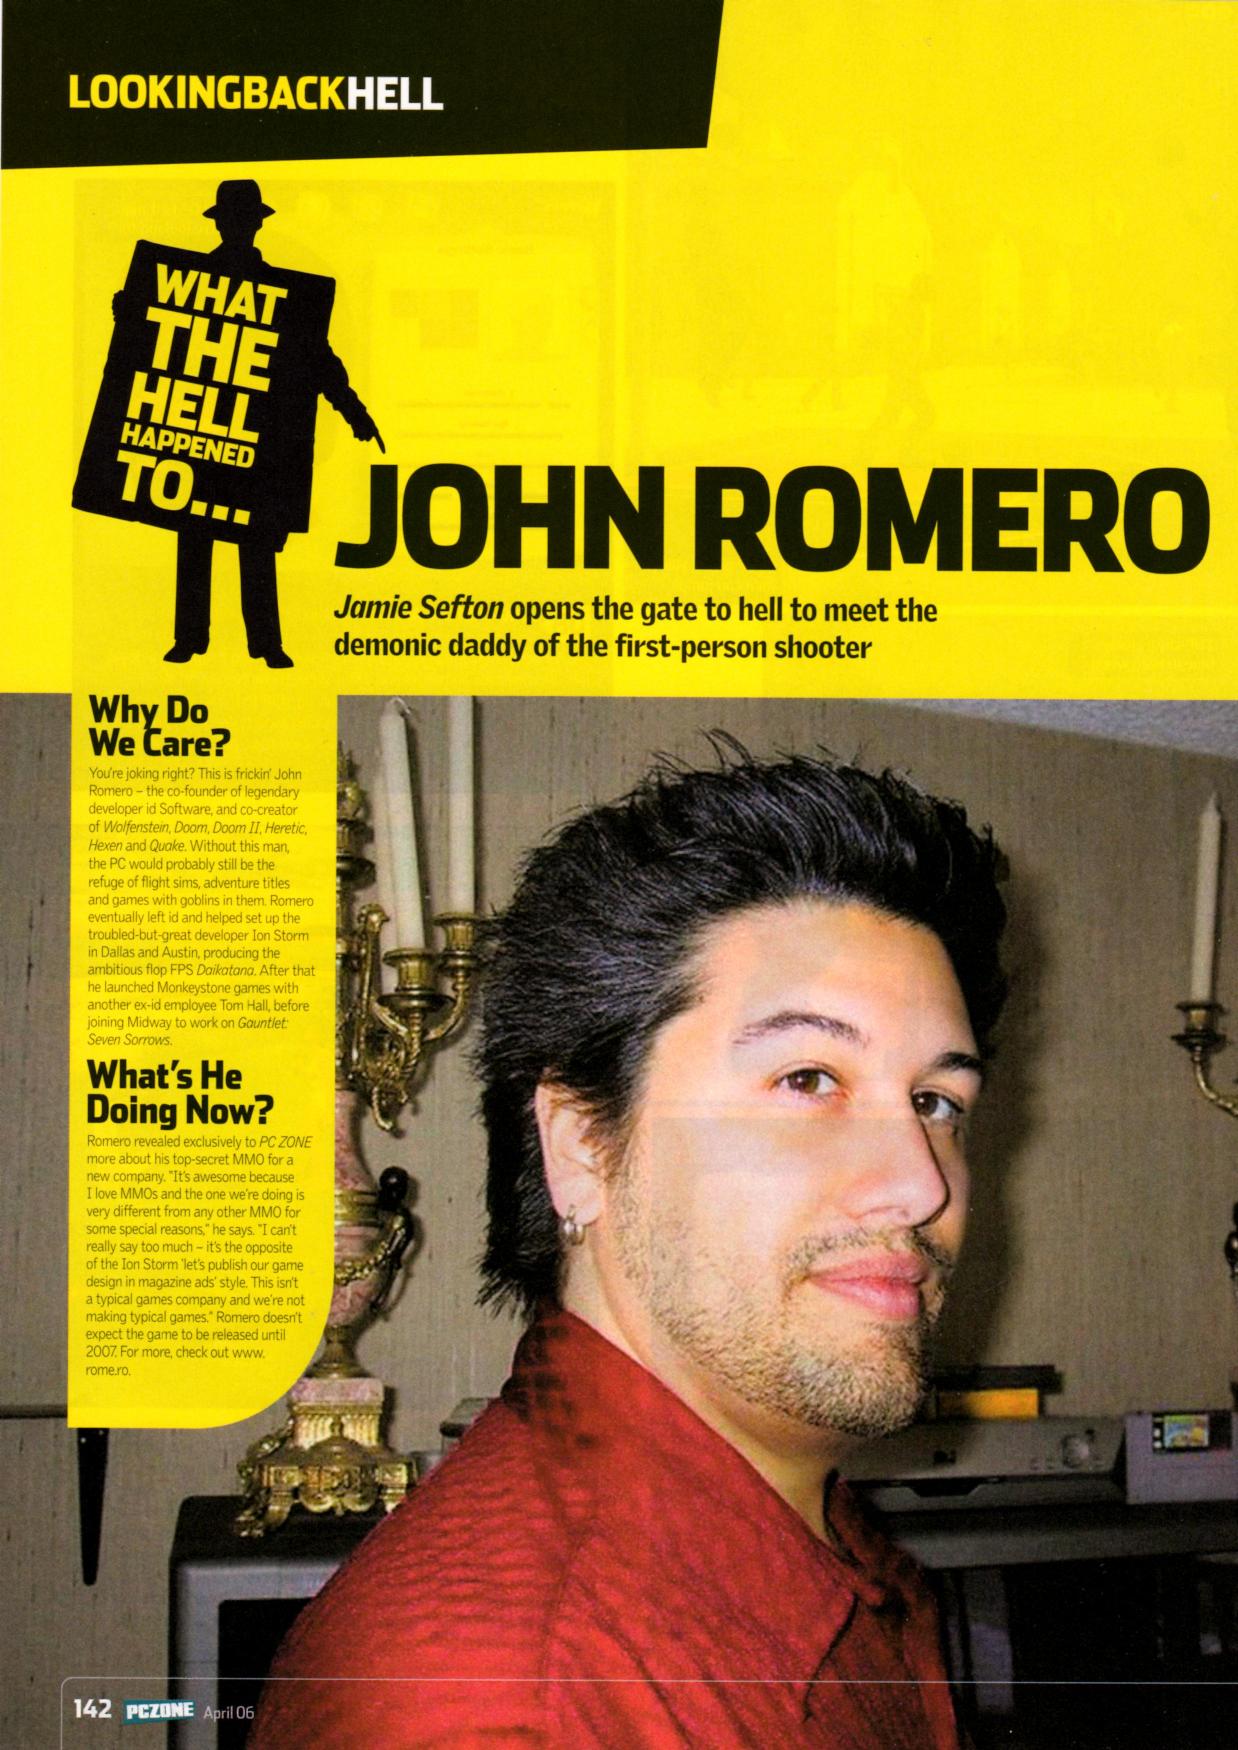 LOOKINGBACKHELL
WHAT
THE
HELL
HAPPENED
TO...
JOHN ROMERO
Jamie Sefton opens the gate to hell to meet the
demonic daddy of the first-person shooter
Why Do
We Care?
You're joking right? This is frickin' John
Romero – the co-founder of legendary
developer id Software, and co-creator
of Wolfenstein, Doom, Doom II, Heretic,
Hexen and Quake. Without this man,
the PC would probably still be the
refuge of flight sims, adventure titles
and games with goblins in them. Romero
eventually left id and helped set up the
troubled-but-great developer Ion Storm
in Dallas and Austin, producing the
ambitious flop FPS Daikatana. After that
he launched Monkeystone games with
another ex-id employee Tom Hall, before
joining Midway to work on Gauntlet:
Seven Sorrows.
What's He
Doing Now?
Romero revealed exclusively to PC ZONE
more about his top-secret MMO for a
new company. "It's awesome because
I love MMOs and the one we're doing is
very different from any other MMO for
some special reasons," he says. "I can't
really say too much – it's the opposite
of the Ion Storm 'let's publish our game
design in magazine ads' style. This isn't
a typical games company and we're not
making typical games." Romero doesn't
expect the game to be released until
2007. For more, check out www.
rome.ro.
142 PCZONE April 06